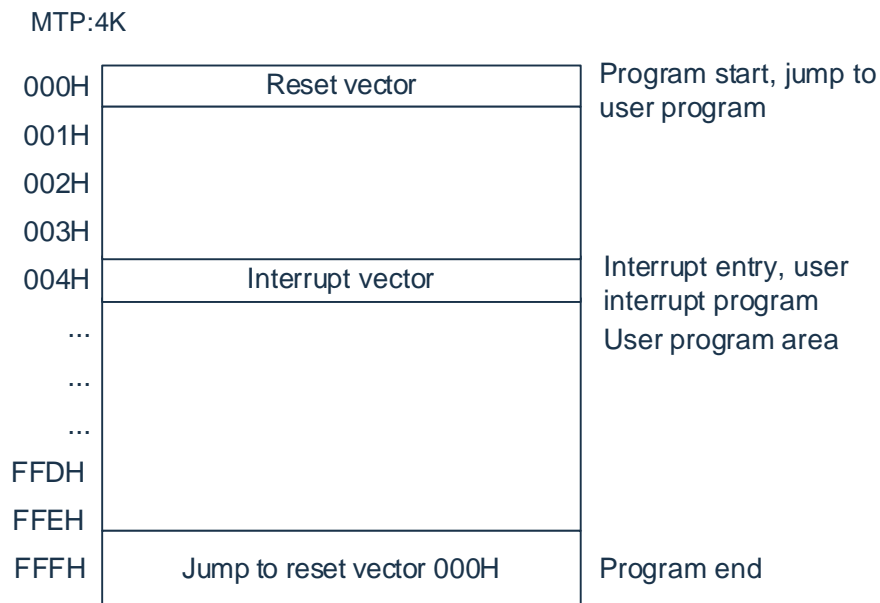 MTP:4K
000H Reset vector Program start, jump to
user program
001H
002H
003H
004H Interrupt vector Interrupt entry, user
interrupt program
... User program area
...
...
FFDH
FFEH
FFFH Jump to reset vector 000H Program end